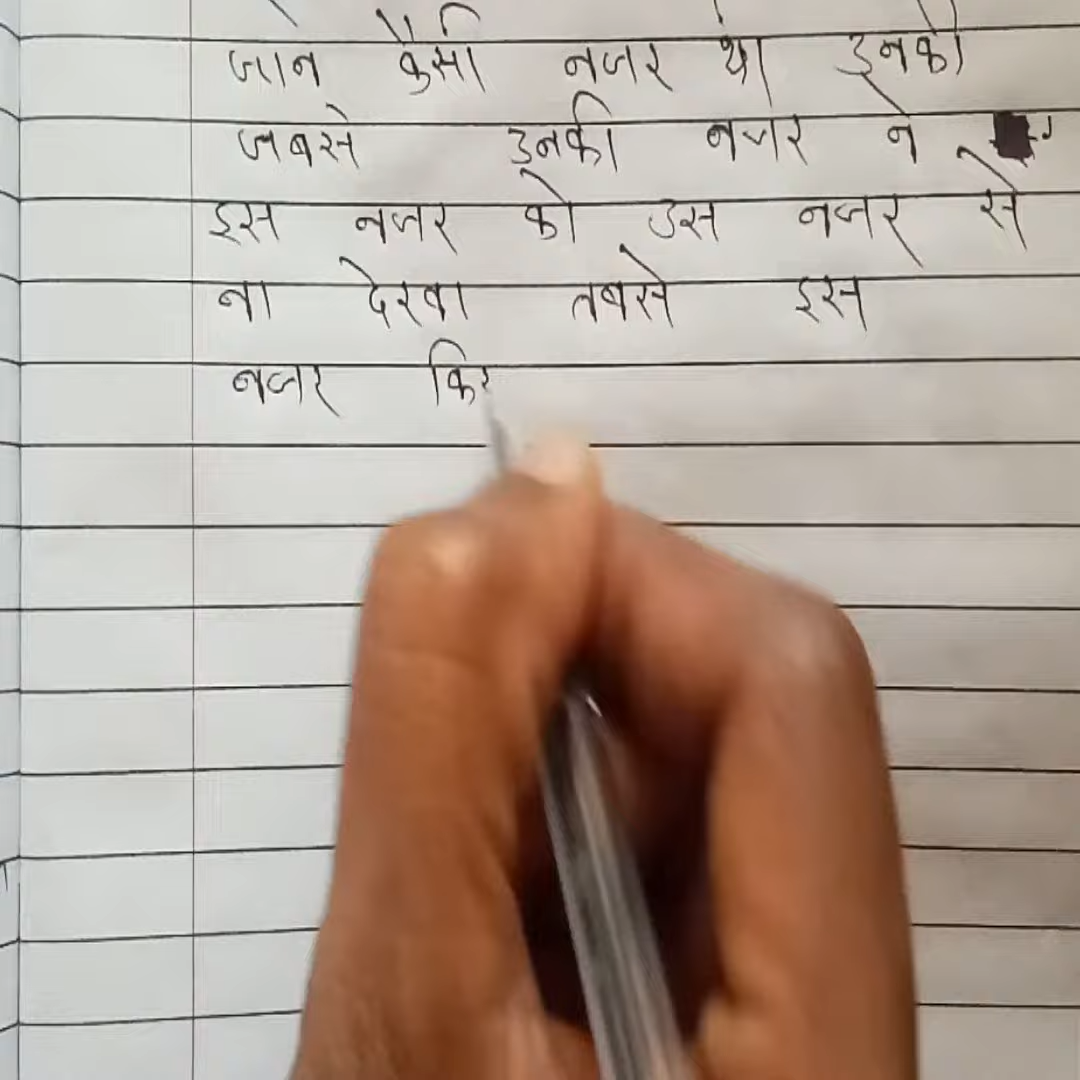 जाने कैसी नजर थी उनकी
जबसे उनकी नजर ने
इस नजर को उस नजर से
ना देखा तबसे इस
नजर